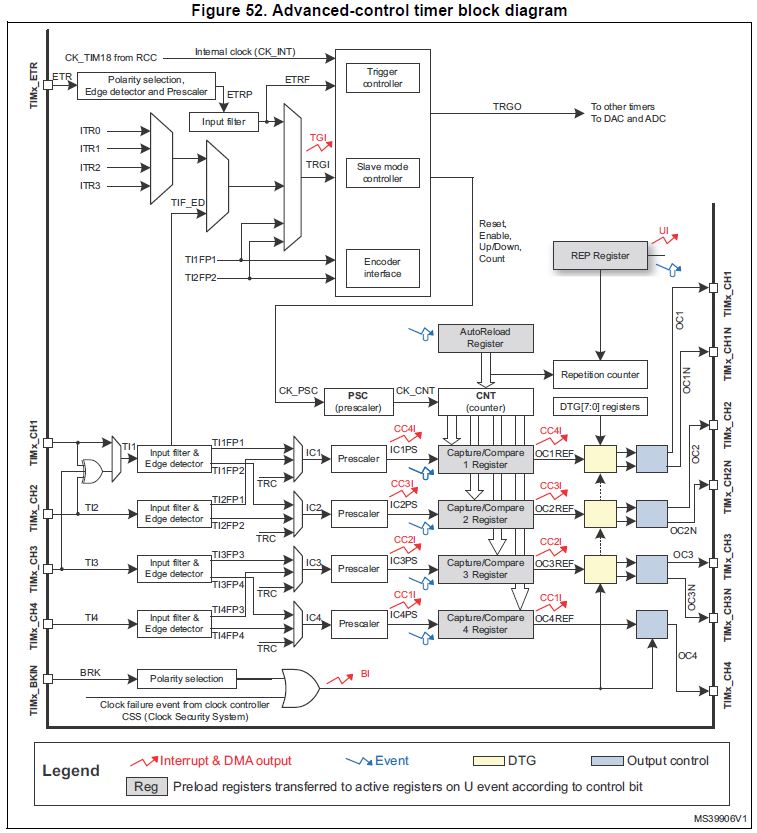 Figure 52. Advanced-control timer block diagram
CK_TIM18 from RCC
Internal clock (CK_INT)
TIMx_ETR
ETR
Polarity selection,
Edge detector and Prescaler
ETRP
ETRF
Input filter
Trigger
controller
TRGO
To other timers
To DAC and ADC
ITR0
ITR1
ITR2
ITR3
TGI
TRGI
Slave mode
controller
TIF_ED
Reset,
Enable,
Up/Down,
Count
TI1FP1
TI2FP2
Encoder
interface
REP Register
UI
AutoReload
Register
Repetition counter
CK_PSC
PSC
(prescaler)
CK_CNT
CNT
(counter)
DTG[7:0] registers
TIMx_CH1
TI1
Input filter &
Edge detector
TI1FP1
TI1FP2
TRC
IC1
Prescaler
CC4I
IC1PS
Capture/Compare
1 Register
CC4I
OC1REF
OC1
TIMx_CH1
OC1N
TIMx_CH1N
TIMx_CH2
TI2
Input filter &
Edge detector
TI2FP1
TI2FP2
TRC
IC2
Prescaler
CC3I
IC2PS
Capture/Compare
2 Register
CC3I
OC2REF
OC2
TIMx_CH2
OC2N
TIMx_CH2N
TIMx_CH3
TI3
Input filter &
Edge detector
TI3FP3
TI3FP4
TRC
IC3
Prescaler
CC2I
IC3PS
Capture/Compare
3 Register
CC2I
OC3REF
OC3
TIMx_CH3
OC3N
TIMx_CH3N
TIMx_CH4
TI4
Input filter &
Edge detector
TI4FP3
TI4FP4
TRC
IC4
Prescaler
CC1I
IC4PS
Capture/Compare
4 Register
CC1I
OC4REF
OC4
TIMx_CH4
TIMx_BKIN
BRK
Polarity selection
BI
Clock failure event from clock controller
CSS (Clock Security System)
Legend
Interrupt & DMA output
Event
DTG
Output control
Reg
Preload registers transferred to active registers on U event according to control bit
MS39906V1